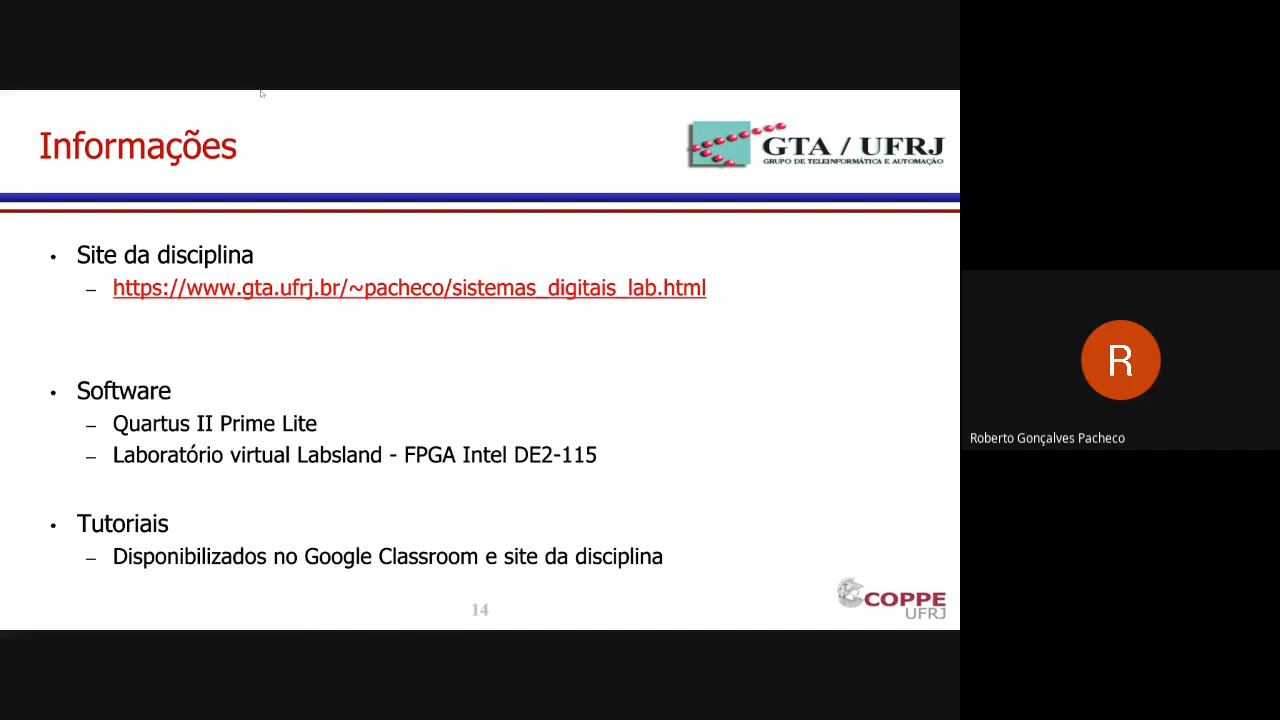 Informações
GTA / UFRJ
GRUPO DE TELEINFORMÁTICA E AUTOMAÇÃO
• Site da disciplina
– https://www.gta.ufrj.br/~pacheco/sistemas_digitais_lab.html
• Software
– Quartus II Prime Lite
– Laboratório virtual Labsland - FPGA Intel DE2-115
• Tutoriais
– Disponibilizados no Google Classroom e site da disciplina
14
COPPE
UFRJ
R
Roberto Gonçalves Pacheco